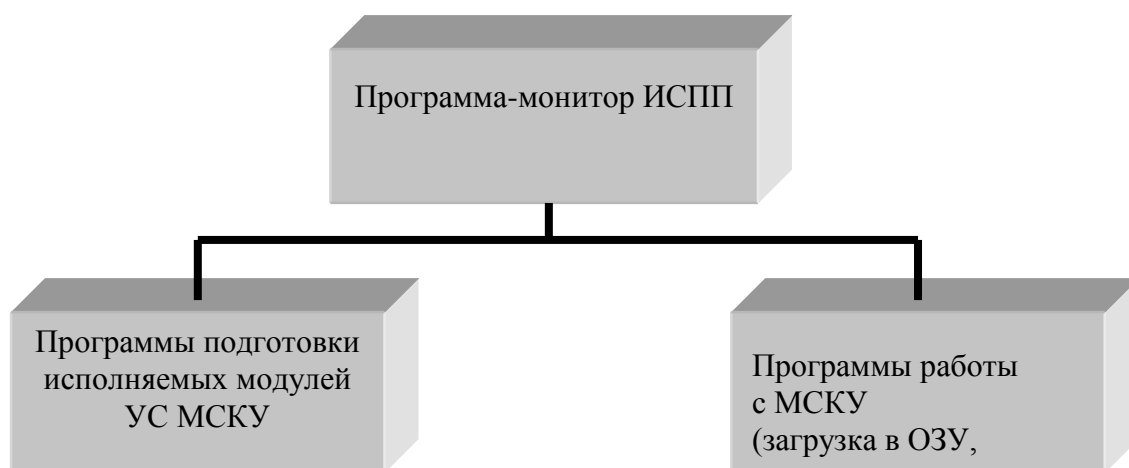 Программа-монитор ИСПП
Программы подготовки
исполняемых модулей
УС МСКУ
Программы работы
с МСКУ
(загрузка в ОЗУ,